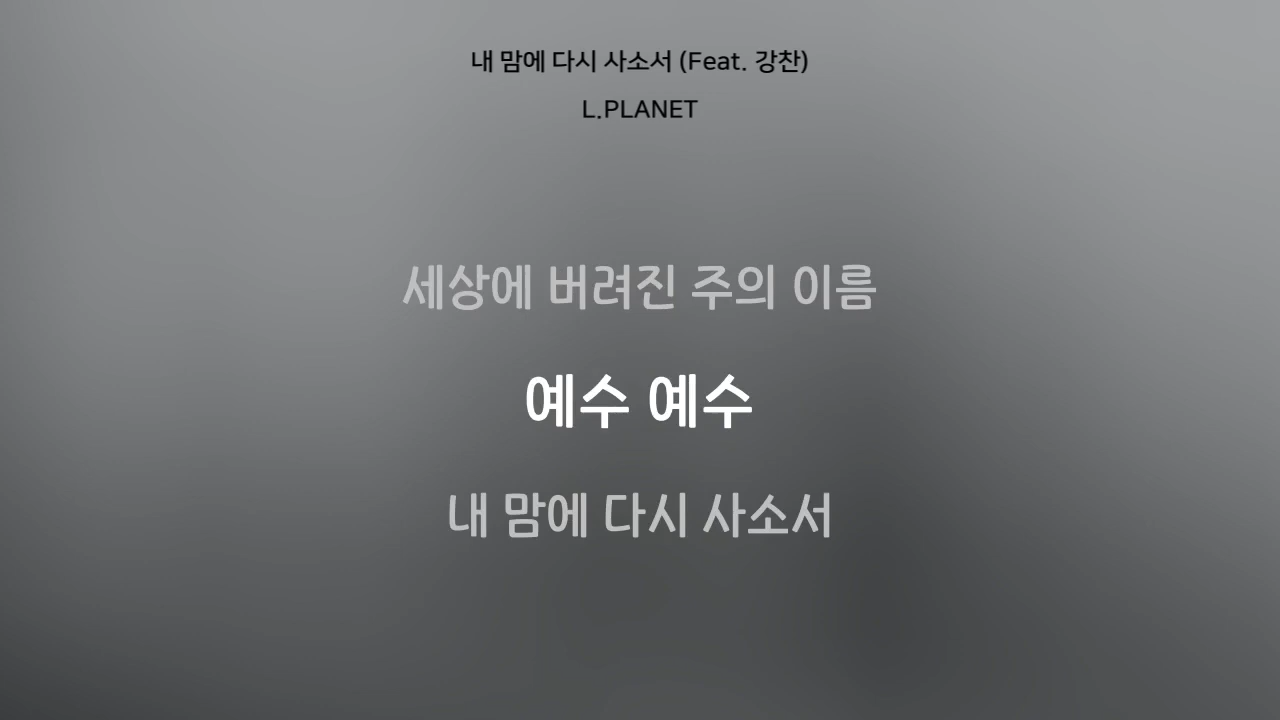 내 맘에 다시 사소서 (Feat. 강찬)
L.PLANET
세상에 버려진 주의 이름
예수 예수
내 맘에 다시 사소서